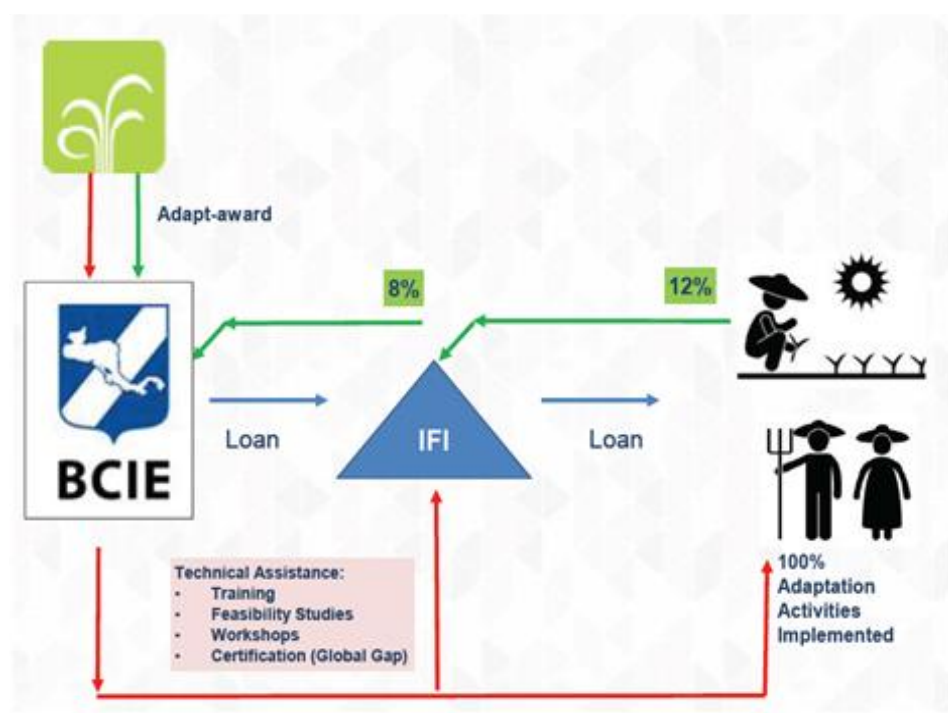 Adapt-award
8%
12%
BCIE
Loan
IFI
Loan
Technical Assistance:
• Training
• Feasibility Studies
• Workshops
• Certification (Global Gap)
100%
Adaptation
Activities
Implemented